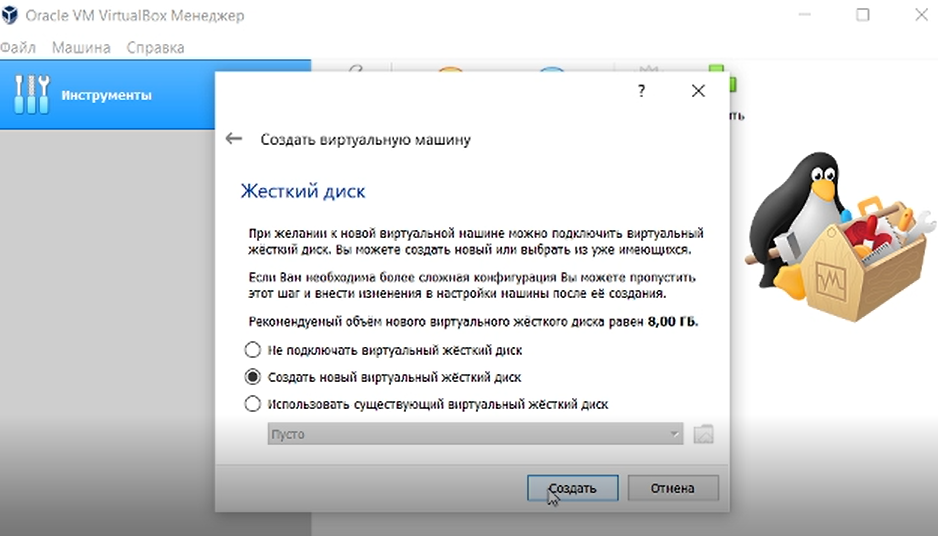 Oracle VM VirtualBox Менеджер
Файл Машина Справка
Инструменты
?
ть
Создать виртуальную машину
Жесткий диск
При желании к новой виртуальной машине можно подключить виртуальный
жёсткий диск. Вы можете создать новый или выбрать из уже имеющихся.
Если Вам необходима более сложная конфигурация Вы можете пропустить
этот шаг и внести изменения в настройки машины после её создания.
Рекомендуемый объём нового виртуального жёсткого диска равен 8,00 ГБ.
Не подключать виртуальный жёсткий диск
Создать новый виртуальный жёсткий диск
Использовать существующий виртуальный жёсткий диск
Пусто
Создать Отмена